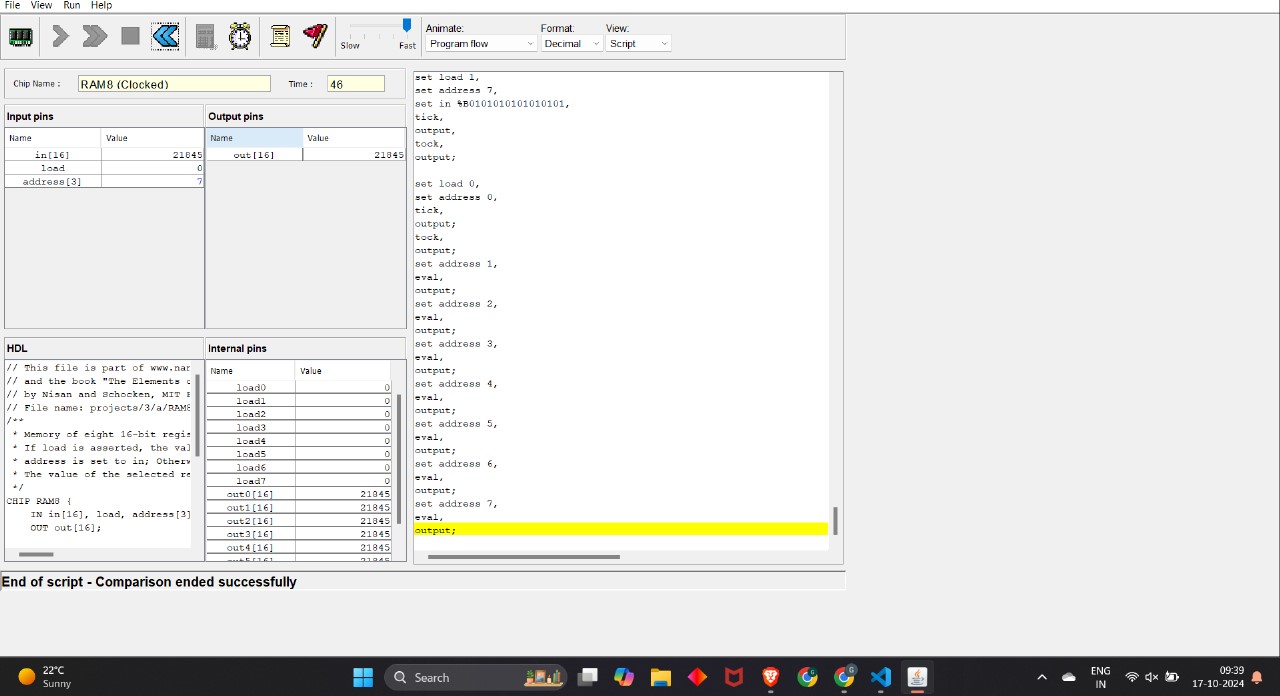 File View Run Help
Slow Fast
Animate: Format: View:
Program flow Decimal Script
Chip Name : RAM8 (Clocked) Time : 46
Input pins
Name Value
in[16] 21845
load 0
address[3] 7
Output pins
Name Value
out[16] 21845
HDL
// This file is part of www.nan
// and the book "The Elements o
// by Nisan and Schocken, MIT
// File name: projects/3/a/RAM8
/**
* Memory of eight 16-bit regis
* If load is asserted, the val
* address is set to in; Otherw
* The value of the selected re
*/
CHIP RAM8 {
IN in[16], load, address[3]
OUT out[16];
Internal pins
Name Value
load0 0
load1 0
load2 0
load3 0
load4 0
load5 0
load6 0
load7 0
out0[16] 21845
out1[16] 21845
out2[16] 21845
out3[16] 21845
out4[16] 21845
out5[16] 21845
set load 1,
set address 7,
set in %B0101010101010101,
tick,
output,
tock,
output;
set load 0,
set address 0,
tick,
output;
tock,
output;
set address 1,
eval,
output;
set address 2,
eval,
output;
set address 3,
eval,
output;
set address 4,
eval,
output;
set address 5,
eval,
output;
set address 6,
eval,
output;
set address 7,
eval,
output;
End of script - Comparison ended successfully
22°C
Sunny
Search
ENG
IN
09:39
17-10-2024